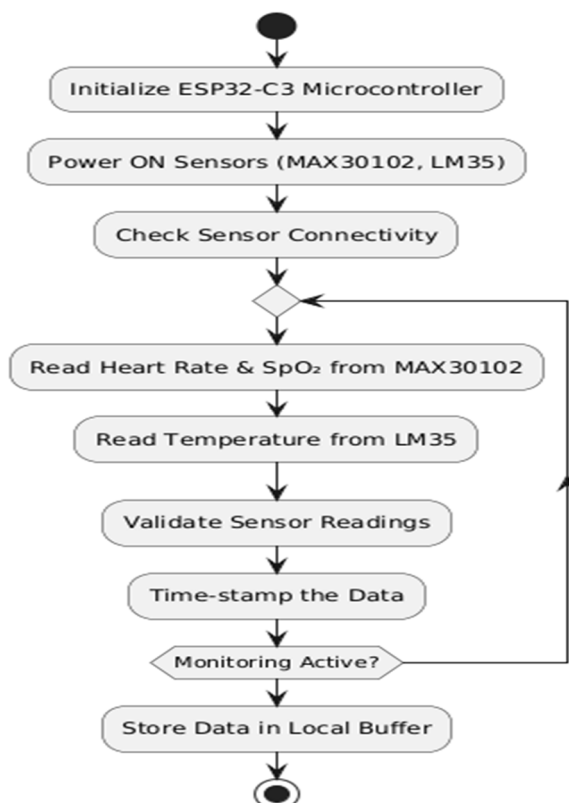 Initialize ESP32-C3 Microcontroller
Power ON Sensors (MAX30102, LM35)
Check Sensor Connectivity
Read Heart Rate & SpO₂ from MAX30102
Read Temperature from LM35
Validate Sensor Readings
Time-stamp the Data
Monitoring Active?
Store Data in Local Buffer